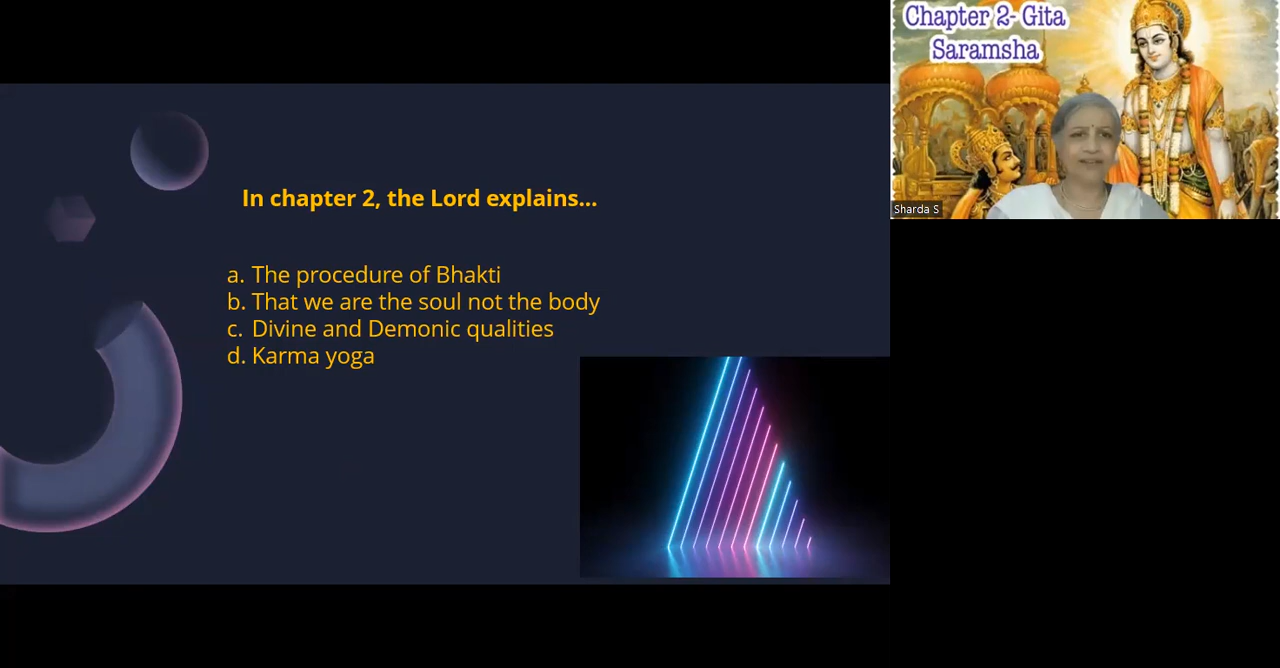 In chapter 2, the Lord explains...
a. The procedure of Bhakti
b. That we are the soul not the body
c. Divine and Demonic qualities
d. Karma yoga
Chapter 2- Gita
Saramsha
Sharda S